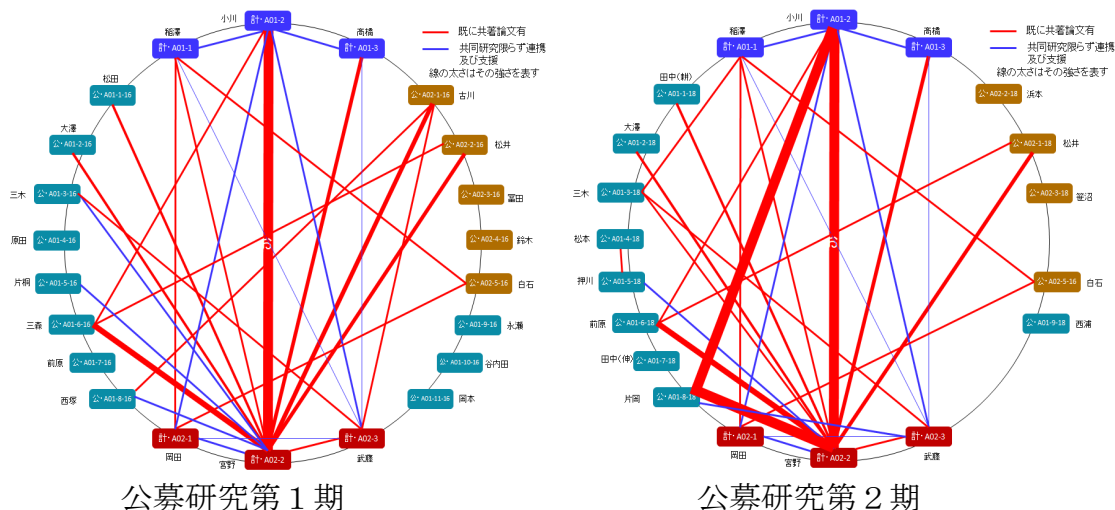 小川
計・A01-2
稲澤
計・A01-1
高橋
計・A01-3
既に共著論文有
共同研究限らず連携
及び支援
線の太さはその強さを表す
松田
公・A01-1-16
古川
公・A02-1-16
大澤
公・A01-2-16
公・A02-2-16
松井
三木
公・A01-3-16
公・A02-3-16
冨田
原田
公・A01-4-16
公・A02-4-16
鈴木
片桐
公・A01-5-16
公・A02-5-16
白石
三森
公・A01-6-16
公・A01-9-16
永瀬
前原
公・A01-7-16
公・A01-10-16
谷内田
西塚
公・A01-8-16
公・A01-11-16
岡本
計・A02-1
岡田
計・A02-2
宮野
計・A02-3
武藤
公募研究第1期
小川
計・A01-2
稲澤
計・A01-1
高橋
計・A01-3
既に共著論文有
共同研究限らず連携
及び支援
線の太さはその強さを表す
田中(耕)
公・A01-1-18
公・A02-2-18
浜本
大澤
公・A01-2-18
公・A02-1-18
松井
三木
公・A01-3-18
公・A02-3-18
笹沼
松本
公・A01-4-18
押川
公・A01-5-18
公・A02-5-16
白石
前原
公・A01-6-18
公・A01-9-18
西浦
田中(伸)
公・A01-7-18
片岡
公・A01-8-18
計・A02-1
岡田
計・A02-2
宮野
計・A02-3
武藤
公募研究第2期